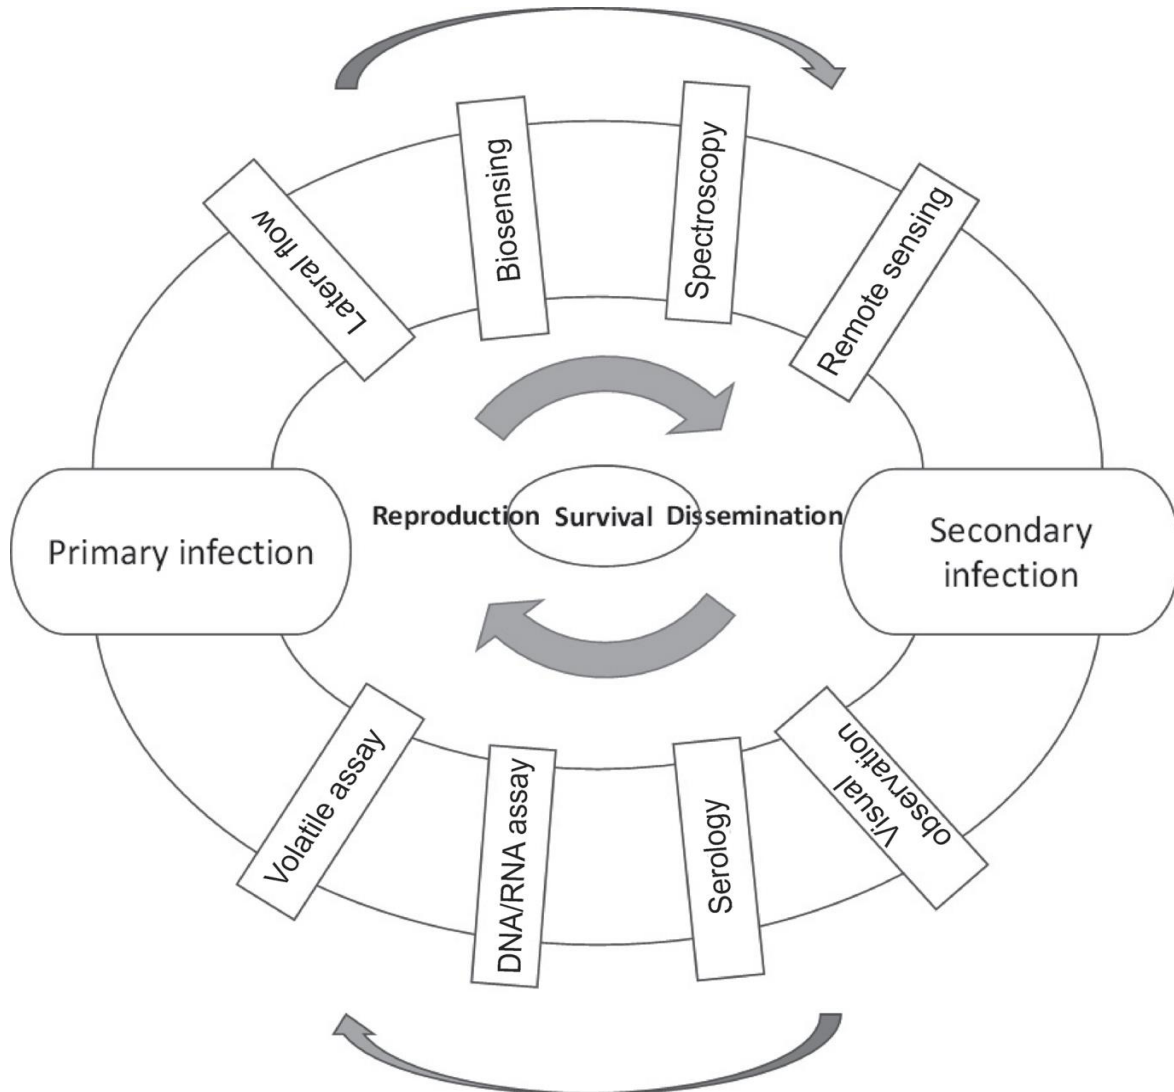 Lateral flow
Biosensing
Spectroscopy
Remote sensing
Primary infection
Reproduction Survival Dissemination
Secondary
infection
Volatile assay
DNA/RNA assay
Serology
Visual
observation